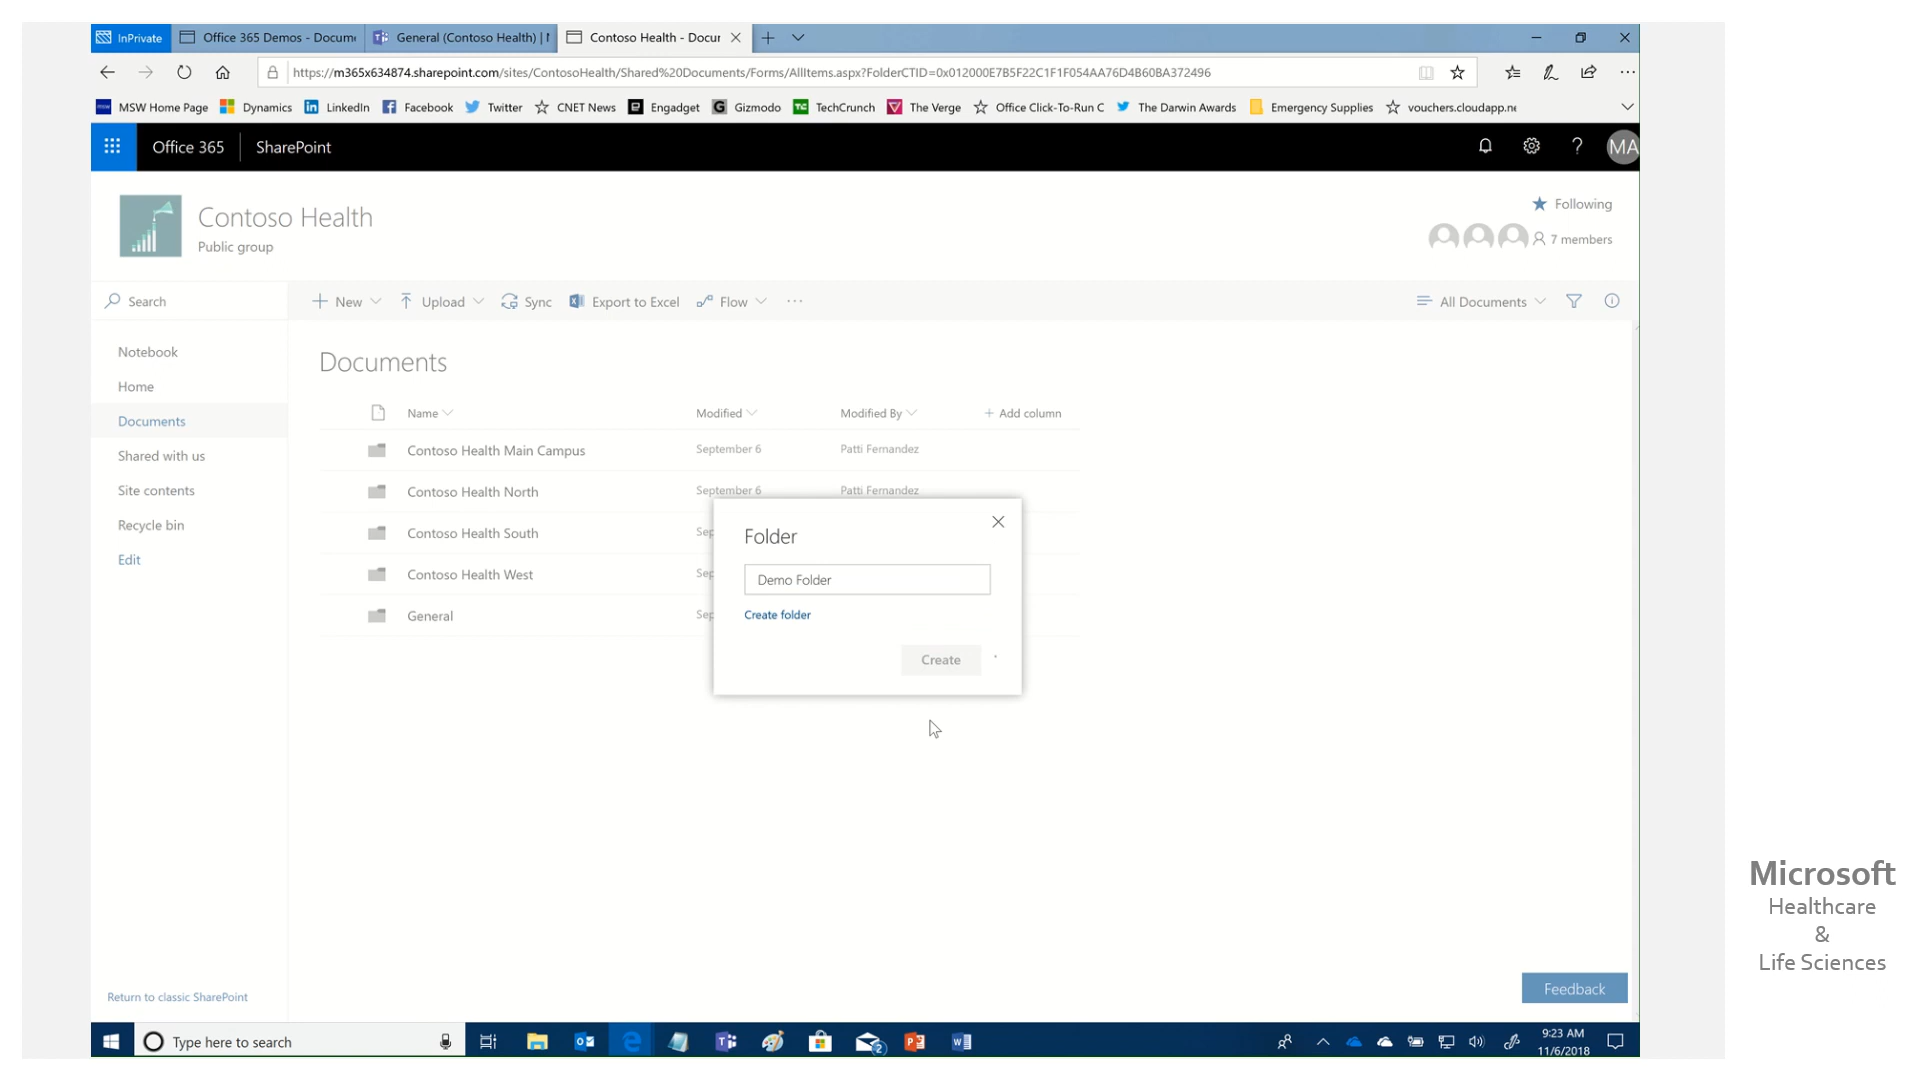 InPrivate
Office 365 Demos - Docume
General (Contoso Health) |
Contoso Health - Docur
https://m365x634874.sharepoint.com/sites/ContosoHealth/Shared%20Documents/Forms/AllItems.aspx?FolderCTID=0x012000E7B5F22C1F1F054AA76D4B60BA372496
MSW Home Page
Dynamics
LinkedIn
Facebook
Twitter
CNET News
Engadget
Gizmodo
TechCrunch
The Verge
Office Click-To-Run C
The Darwin Awards
Emergency Supplies
vouchers.cloudapp.ne
Office 365
SharePoint
?
MA
Contoso Health
Public group
Following
7 members
Search
New
Upload
Sync
Export to Excel
Flow
All Documents
Notebook
Home
Documents
Shared with us
Site contents
Recycle bin
Edit
Documents
Name
Modified
Modified By
+ Add column
Contoso Health Main Campus
September 6
Patti Fernandez
Contoso Health North
September 6
Patti Fernandez
Contoso Health South
Sep
Contoso Health West
Sep
General
Sep
Folder
Demo Folder
Create folder
Create
Return to classic SharePoint
Feedback
Microsoft
Healthcare
&
Life Sciences
Type here to search
2
9:23 AM
11/6/2018